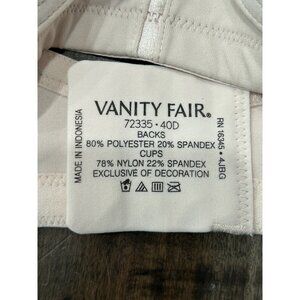 VANITY FAIR®
72335 • 40D
BACKS
80% POLYESTER 20% SPANDEX
CUPS
78% NYLON 22% SPANDEX
EXCLUSIVE OF DECORATION
MADE IN INDONESIA
RN 16345 • 4JBG